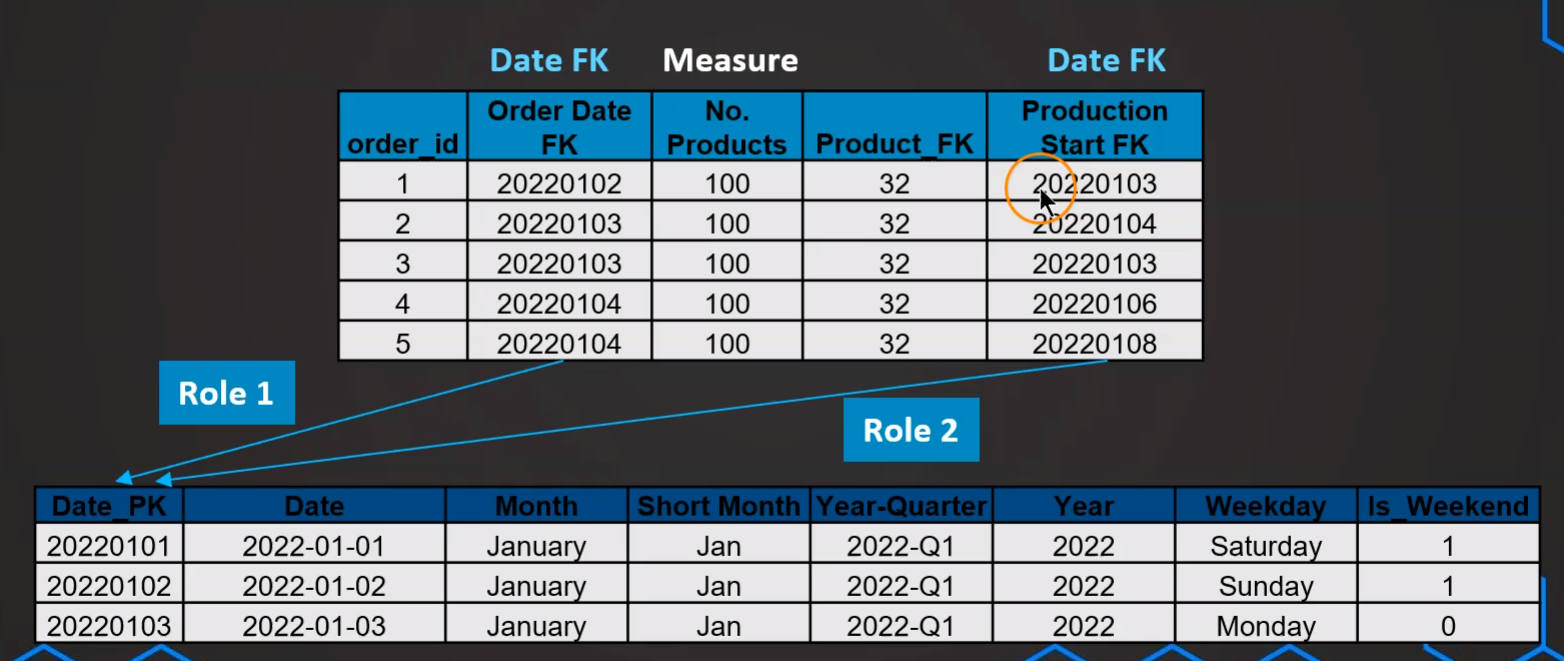 Date FK Measure Date FK
order_id Order Date FK No. Products Product_FK Production Start FK
1 20220102 100 32 20220103
2 20220103 100 32 20220104
3 20220103 100 32 20220103
4 20220104 100 32 20220106
5 20220104 100 32 20220108
Role 1
Role 2
Date_PK Date Month Short Month Year-Quarter Year Weekday Is_Weekend
20220101 2022-01-01 January Jan 2022-Q1 2022 Saturday 1
20220102 2022-01-02 January Jan 2022-Q1 2022 Sunday 1
20220103 2022-01-03 January Jan 2022-Q1 2022 Monday 0